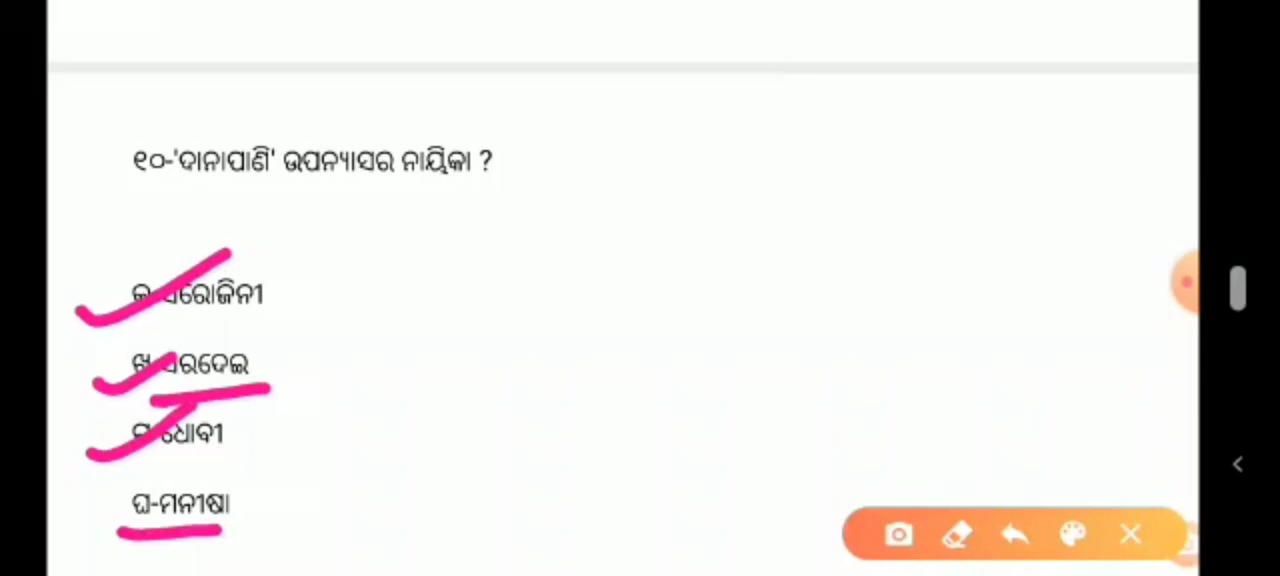 ୧୦-'ଦାନାପାଣି' ଉପନ୍ୟାସର ନାୟିକା ?
କ-ସରୋଜିନୀ
ଖ-ସରଦେଇ
ଗ-ଧୋବୀ
ଘ-ମନୀଷା